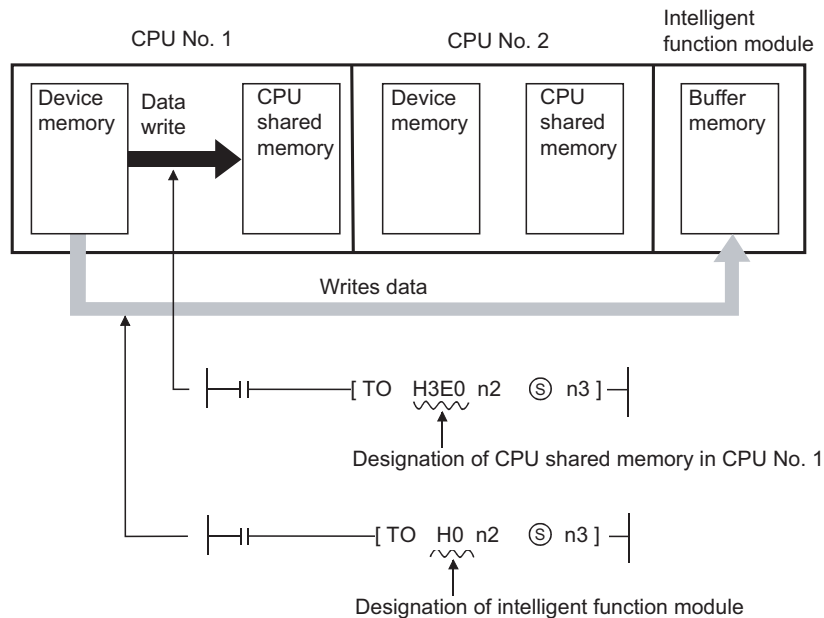 CPU No. 1
CPU No. 2
Intelligent
function module
Device
memory
Data
write
CPU
shared
memory
Device
memory
CPU
shared
memory
Buffer
memory
Writes data
[ TO H3E0 n2 Ⓢ n3 ]
Designation of CPU shared memory in CPU No. 1
[ TO H0 n2 Ⓢ n3 ]
Designation of intelligent function module